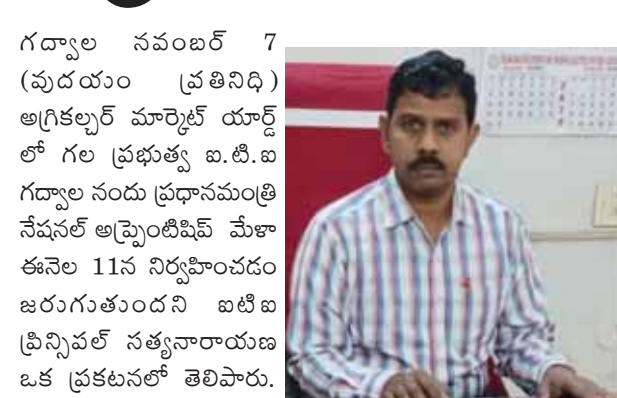 గద్వాల నవంబర్ 7
(వుదయం ప్రతినిధి)
అగ్రికల్చర్ మార్కెట్ యార్డ్
లో గల ప్రభుత్వ ఐ.టి.ఐ
గద్వాల నందు ప్రధానమంత్రి
నేషనల్ అప్రెంటిషిప్ మేళా
ఈనెల 11న నిర్వహించడం
జరుగుతుందని ఐటిఐ
ప్రిన్సిపల్ సత్యనారాయణ
ఒక ప్రకటనలో తెలిపారు.